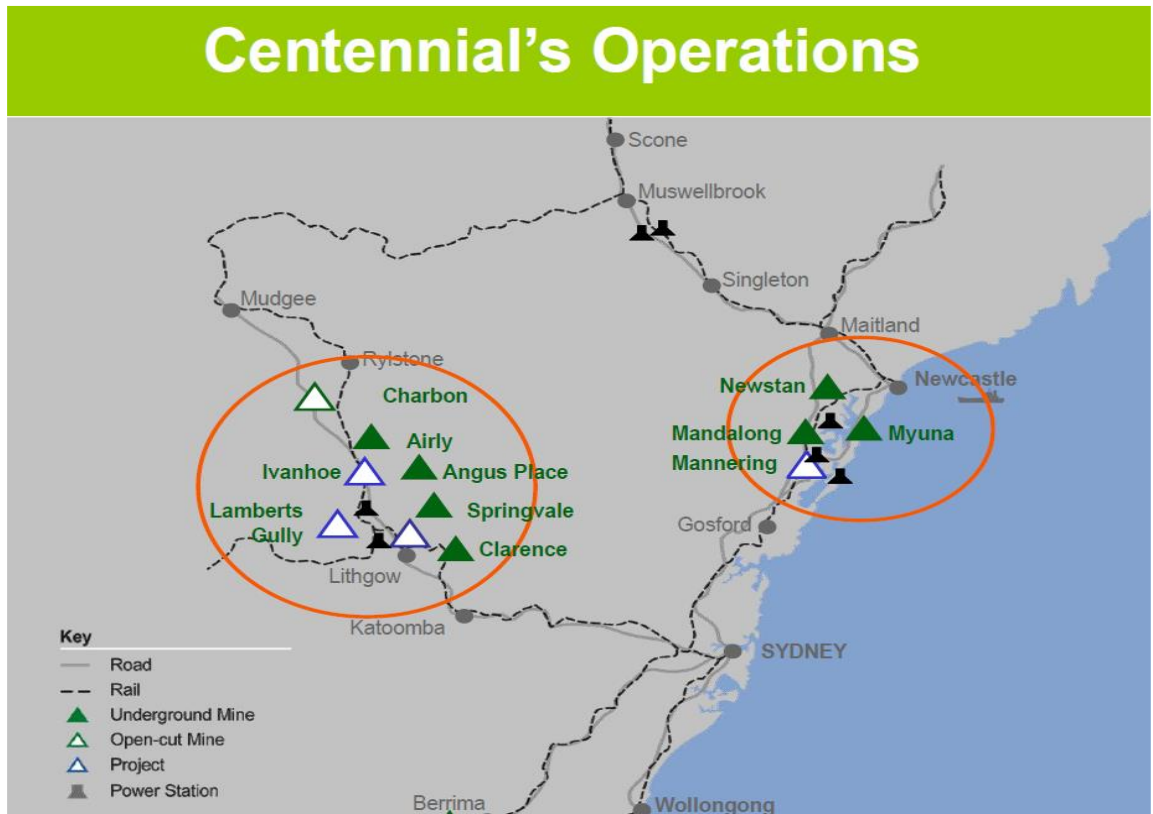 Centennial's Operations
Scone
Muswellbrook
Singleton
Mudgee
Maitland
Rylstone
Newcastle
Newstan
Charbon
Airly
Mandalong
Myuna
Ivanhoe
Angus Place
Mannering
Lamberts
Gully
Springvale
Gosford
Clarence
Lithgow
Katoomba
SYDNEY
Key
Road
Rail
Underground Mine
Open-cut Mine
Project
Power Station
Berrima
Wollongong